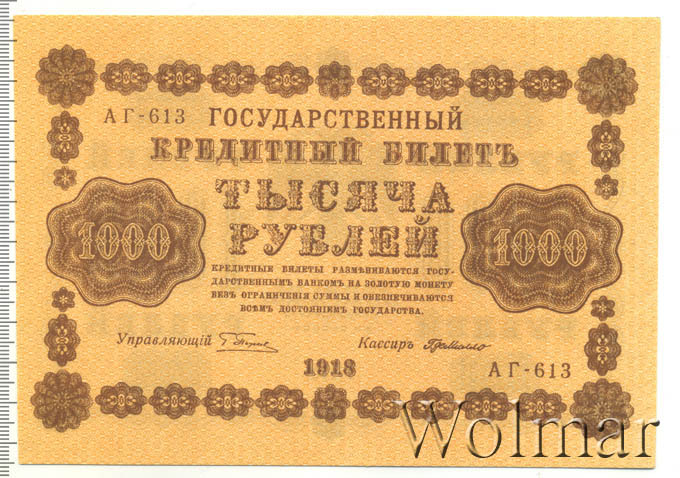 АГ-613 ГОСУДАРСТВЕННЫЙ
КРЕДИТНЫЙ БИЛЕТЪ
ТЫСЯЧА
РУБЛЕЙ
1000
1000
КРЕДИТНЫЕ БИЛЕТЫ РАЗМѢНИВАЮТСЯ ГОСУ-
ДАРСТВЕННЫМЪ БАНКОМЪ НА ЗОЛОТУЮ МОНЕТУ
БЕЗЪ ОГРАНИЧЕНІЯ СУММЫ И ОБЕЗПЕЧИВАЮТСЯ
ВСѢМЪ ДОСТОЯНІЕМЪ ГОСУДАРСТВА.
Управляющій
Кассиръ
1918
АГ-613
Wolmar